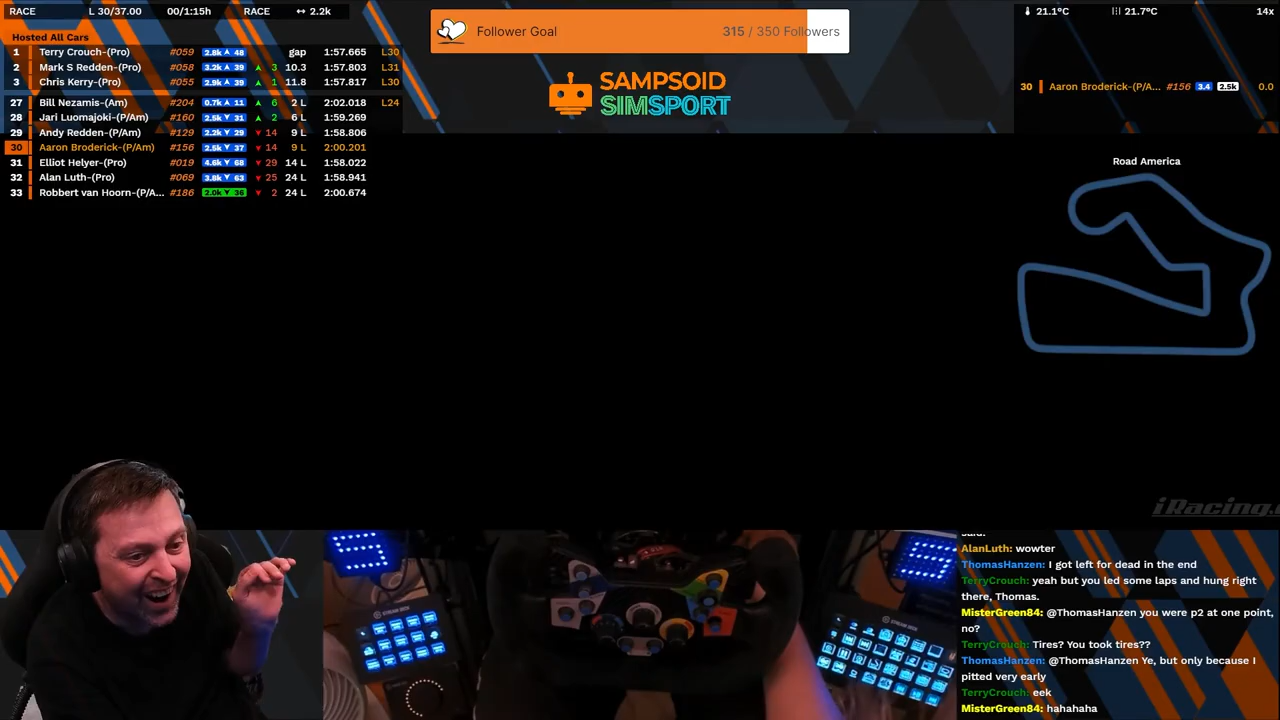 RACE L 30/37.00 00/1:15h RACE ↔ 2.2k
Hosted All Cars
1 Terry Crouch-(Pro) #059 2.8k 48 gap 1:57.665 L30
2 Mark S Redden-(Pro) #058 3.2k 39 3 10.3 1:57.803 L31
3 Chris Kerry-(Pro) #055 2.9k 39 1 11.8 1:57.817 L30
27 Bill Nezamis-(Am) #204 0.7k 11 6 2 L 2:02.018 L24
28 Jari Luomajoki-(P/Am) #160 2.5k 31 2 6 L 1:59.269
29 Andy Redden-(P/Am) #129 2.2k 29 14 9 L 1:58.806
30 Aaron Broderick-(P/Am) #156 2.5k 37 14 9 L 2:00.201
31 Elliot Helyer-(Pro) #019 4.6k 68 29 14 L 1:58.022
32 Alan Luth-(Pro) #069 3.8k 63 25 24 L 1:58.941
33 Robbert van Hoorn-(P/A... #186 2.0k 36 2 24 L 2:00.674
Follower Goal 315 / 350 Followers
SAMPSOID
SIMSPORT
21.1°C 21.7°C 14x
30 Aaron Broderick-(P/A... #156 3.4 2.5k 0.0
Road America
iRacing.
STREAM DECK
AlanLuth: wowter
ThomasHanzen: I got left for dead in the end
TerryCrouch: yeah but you led some laps and hung right
there, Thomas.
MisterGreen84: @ThomasHanzen you were p2 at one point,
no?
TerryCrouch: Tires? You took tires??
ThomasHanzen: @ThomasHanzen Ye, but only because I
pitted very early
TerryCrouch: eek
MisterGreen84: hahahaha